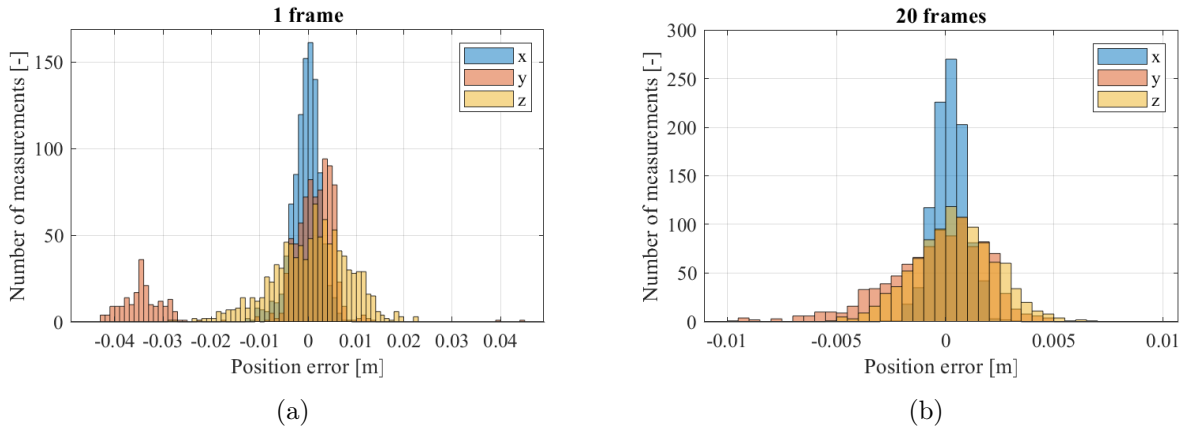 1 frame
Number of measurements [-]
150
100
50
0
x
y
z
-0.04 -0.03 -0.02 -0.01 0 0.01 0.02 0.03 0.04
Position error [m]
(a)
20 frames
Number of measurements [-]
300
250
200
150
100
50
0
x
y
z
-0.01 -0.005 0 0.005 0.01
Position error [m]
(b)